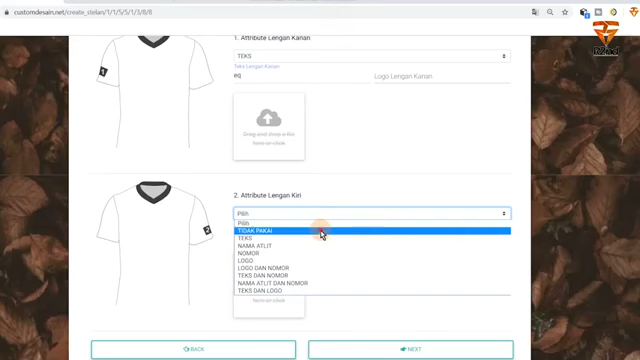 customdesain.net/create_stelan/1/1/5/5/1/3/8/8
1. Attribute Lengan Kanan
TEKS
Teks Lengan Kanan
eq
Logo Lengan Kanan
1
Drag and drop a file
here or click
2. Attribute Lengan Kiri
Pilih
Pilih
TIDAK PAKAI
TEKS
NAMA ATLIT
NOMOR
LOGO
LOGO DAN NOMOR
TEKS DAN NOMOR
NAMA ATLIT DAN NOMOR
TEKS DAN LOGO
2
here or click
BACK
NEXT